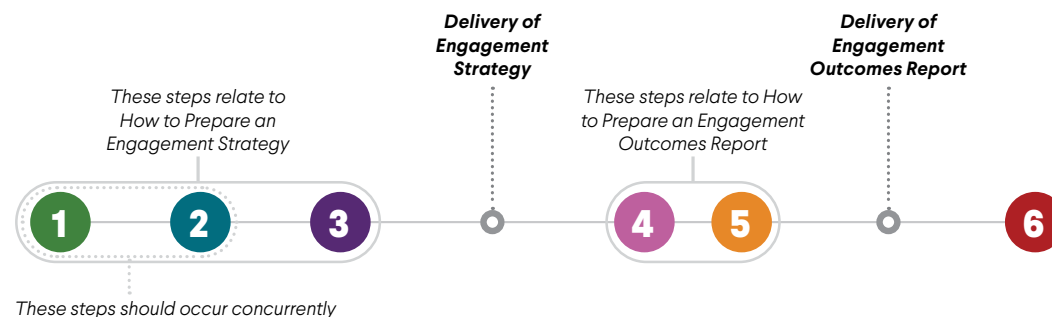 Delivery of
Engagement
Strategy
Delivery of
Engagement
Outcomes Report
These steps relate to
How to Prepare an
Engagement Strategy
These steps relate to How
to Prepare an Engagement
Outcomes Report
1
2
3
4
5
6
These steps should occur concurrently